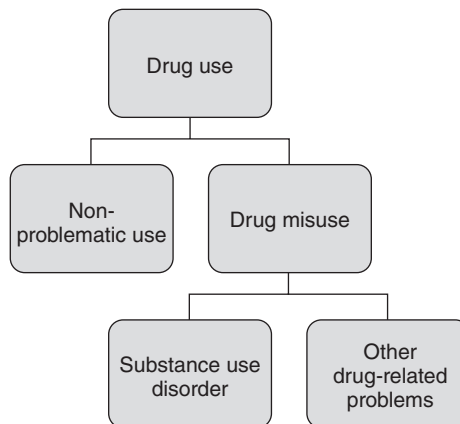 Drug use
Non-
problematic use
Drug misuse
Substance use
disorder
Other
drug-related
problems